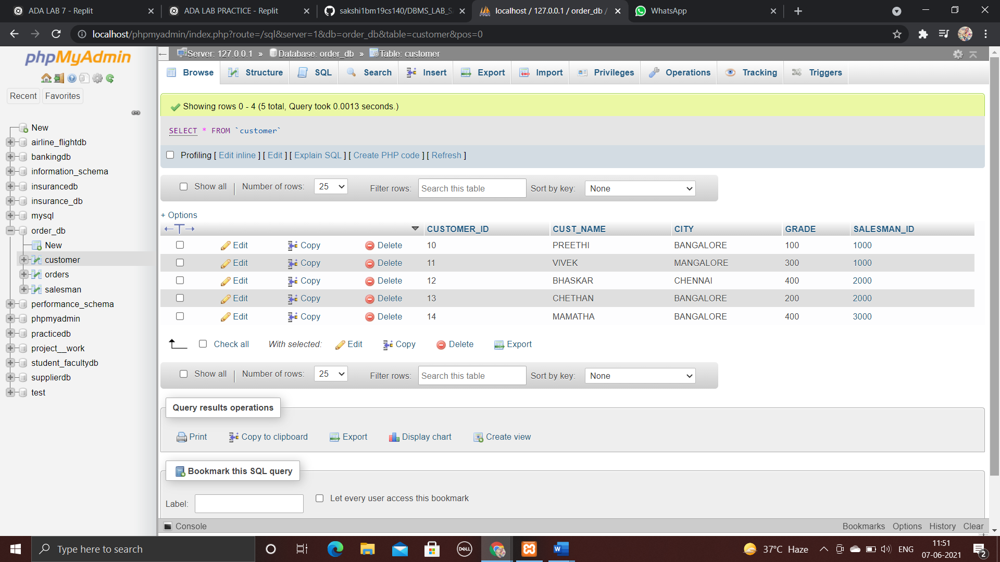 ADA LAB 7 - Replit
ADA LAB PRACTICE - Replit
sakshi1bm19cs140/DBMS_LAB_S
localhost / 127.0.0.1 / order_db /
WhatsApp
localhost/phpmyadmin/index.php?route=/sql&server=1&db=order_db&table=customer&pos=0
phpMyAdmin
Recent Favorites
New
airline_flightdb
bankingdb
information_schema
insurancedb
insurance_db
mysql
order_db
New
customer
orders
salesman
performance_schema
phpmyadmin
practicedb
project__work
student_facultydb
supplierdb
test
Server: 127.0.0.1 » Database: order_db » Table: customer
Browse Structure SQL Search Insert Export Import Privileges Operations Tracking Triggers
Showing rows 0 - 4 (5 total, Query took 0.0013 seconds.)
SELECT * FROM `customer`
Profiling [ Edit inline ] [ Edit ] [ Explain SQL ] [ Create PHP code ] [ Refresh ]
Show all | Number of rows: 25 Filter rows: Search this table Sort by key: None
+ Options
←T→ CUSTOMER_ID CUST_NAME CITY GRADE SALESMAN_ID
Edit Copy Delete 10 PREETHI BANGALORE 100 1000
Edit Copy Delete 11 VIVEK MANGALORE 300 1000
Edit Copy Delete 12 BHASKAR CHENNAI 400 2000
Edit Copy Delete 13 CHETHAN BANGALORE 200 2000
Edit Copy Delete 14 MAMATHA BANGALORE 400 3000
Check all With selected: Edit Copy Delete Export
Show all | Number of rows: 25 Filter rows: Search this table Sort by key: None
Query results operations
Print Copy to clipboard Export Display chart Create view
Bookmark this SQL query
Label: Let every user access this bookmark
Console Bookmarks Options History Clear
Type here to search
DELL
37°C Haze
ENG
11:51
07-06-2021
2